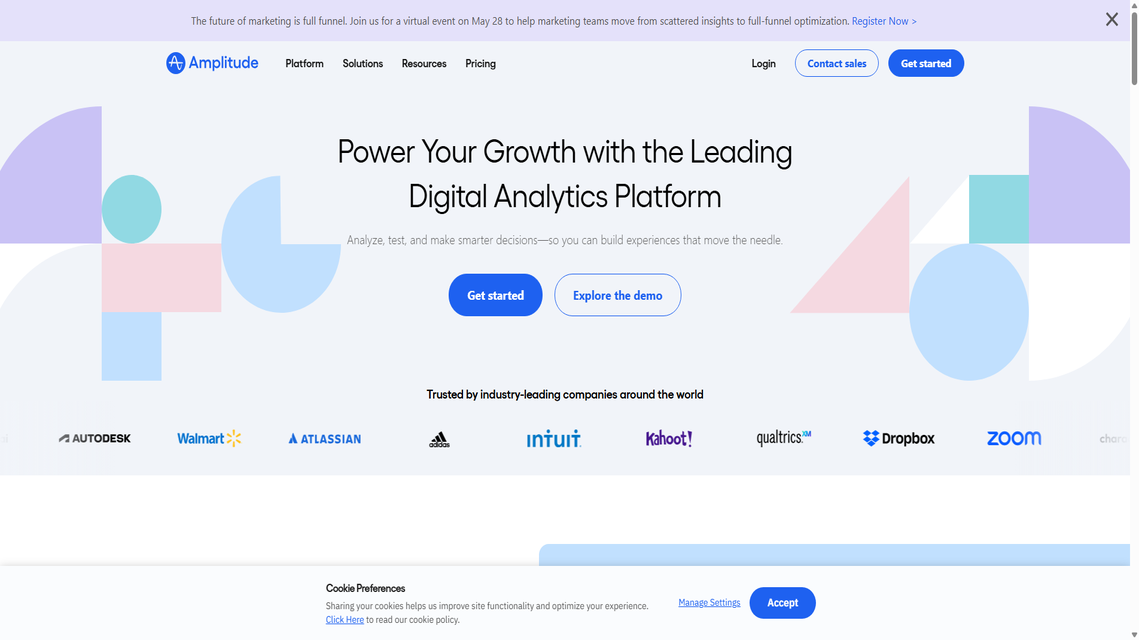 The future of marketing is full funnel. Join us for a virtual event on May 28 to help marketing teams move from scattered insights to full-funnel optimization. Register Now >
Amplitude
Platform
Solutions
Resources
Pricing
Login
Contact sales
Get started
Power Your Growth with the Leading
Digital Analytics Platform
Analyze, test, and make smarter decisions—so you can build experiences that move the needle.
Get started
Explore the demo
Trusted by industry-leading companies around the world
AUTODESK
Walmart
ATLASSIAN
adidas
intuit
Kahoot!
qualtrics.XM
Dropbox
zoom
Cookie Preferences
Sharing your cookies helps us improve site functionality and optimize your experience.
Click Here to read our cookie policy.
Manage Settings
Accept